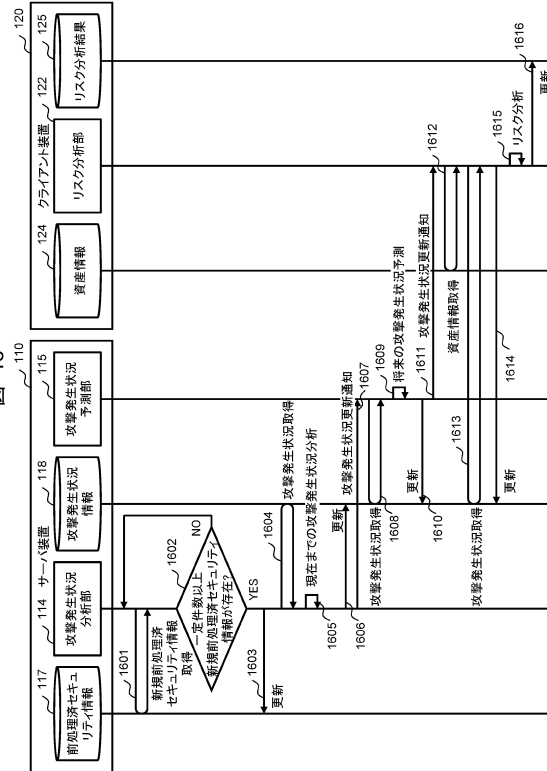 図
110
サーバ装置
117
前処理済セキュ
リティ情報
114
攻撃発生状況
分析部
118
攻撃発生状況
情報
115
攻撃発生状況
予測部
120
クライアント装置
124
資産情報
122
リスク分析部
125
リスク分析結果
1601
新規前処理済
セキュリティ情報
取得
1602
一定件数以上
新規前処理済セキュリティ
情報が存在?
NO
YES
1603
更新
1604
攻撃発生状況取得
1605
現在までの攻撃発生状況分析
1606
更新
1607
攻撃発生状況更新通知
1608
攻撃発生状況取得
1609
将来の攻撃発生状況予測
1610
更新
1611
攻撃発生状況更新通知
1612
資産情報取得
1613
攻撃発生状況取得
1614
更新
1615
リスク分析
1616
更新